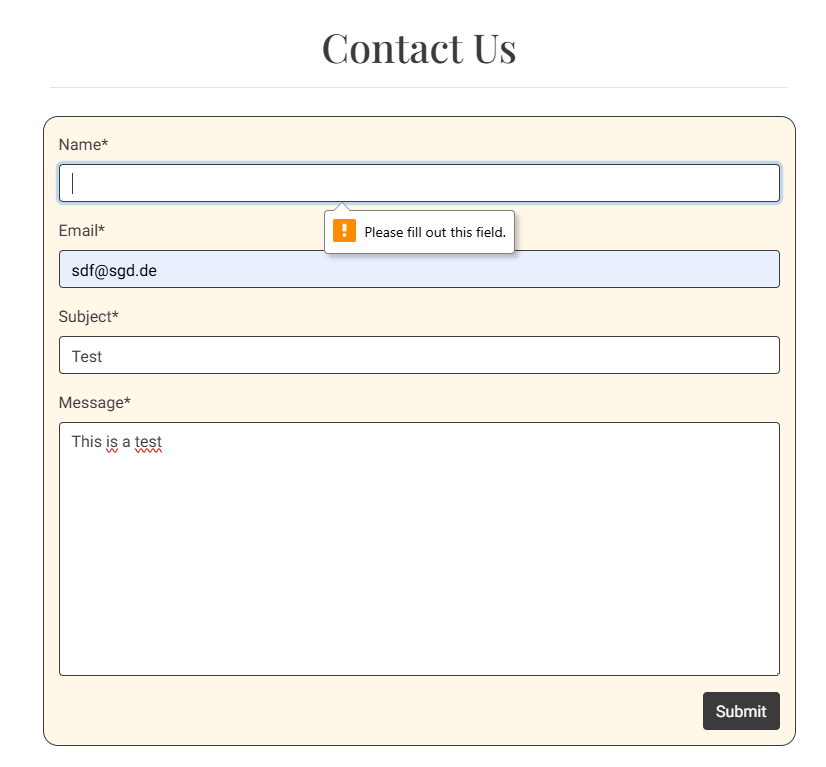 Contact Us
Name*
Please fill out this field.
Email*
sdf@sgd.de
Subject*
Test
Message*
This is a test
Submit